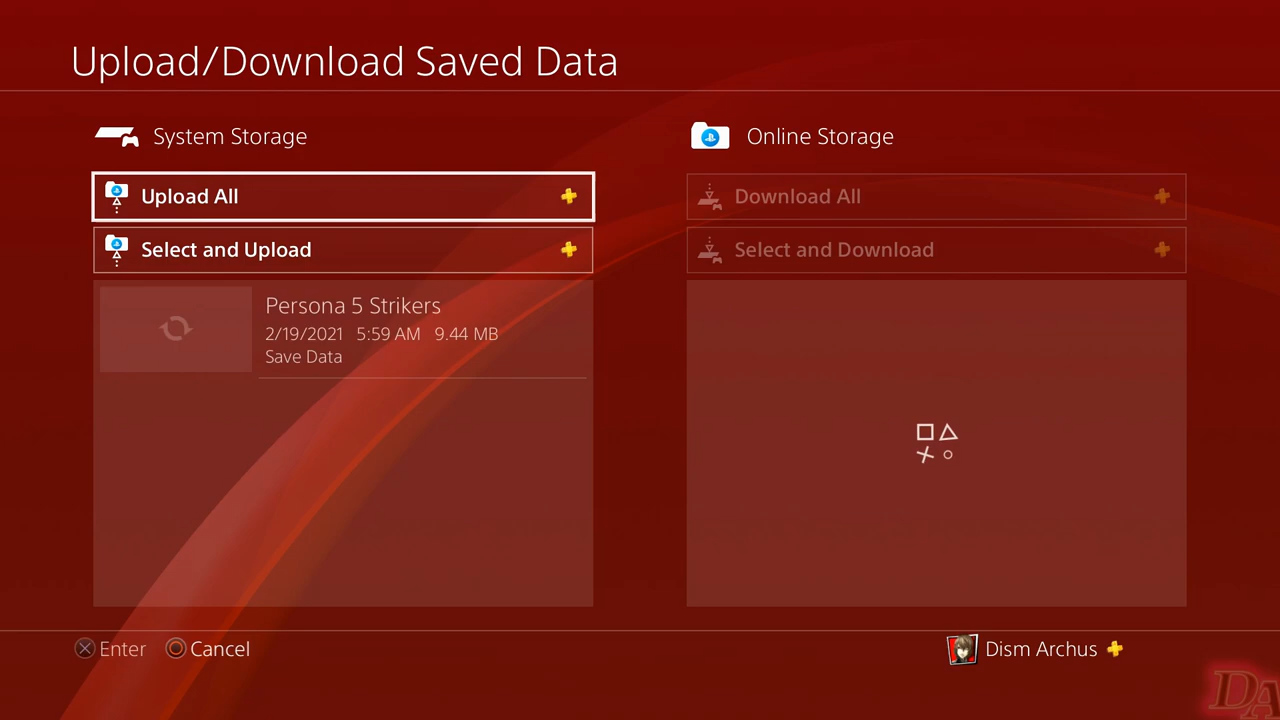 Upload/Download Saved Data
System Storage
Online Storage
Upload All
Download All
Select and Upload
Select and Download
Persona 5 Strikers
2/19/2021 5:59 AM 9.44 MB
Save Data
Enter
Cancel
Dism Archus
DA